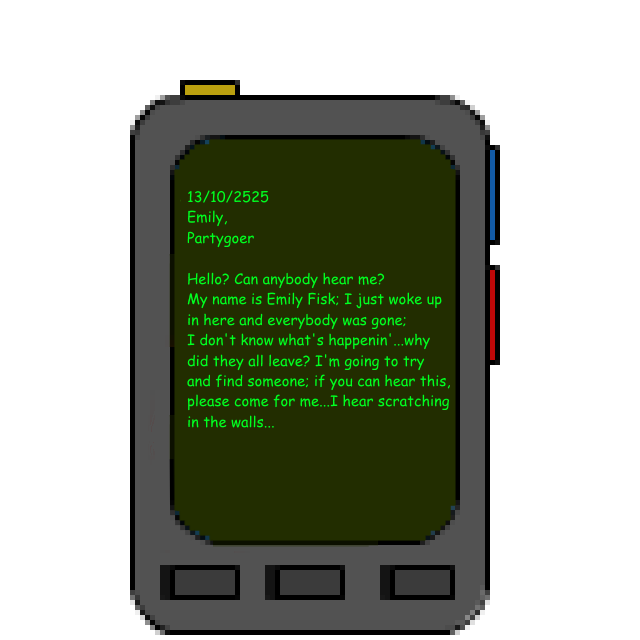 13/10/2525
Emily,
Partygoer
Hello? Can anybody hear me?
My name is Emily Fisk; I just woke up
in here and everybody was gone;
I don't know what's happenin'...why
did they all leave? I'm going to try
and find someone; if you can hear this,
please come for me...I hear scratching
in the walls...